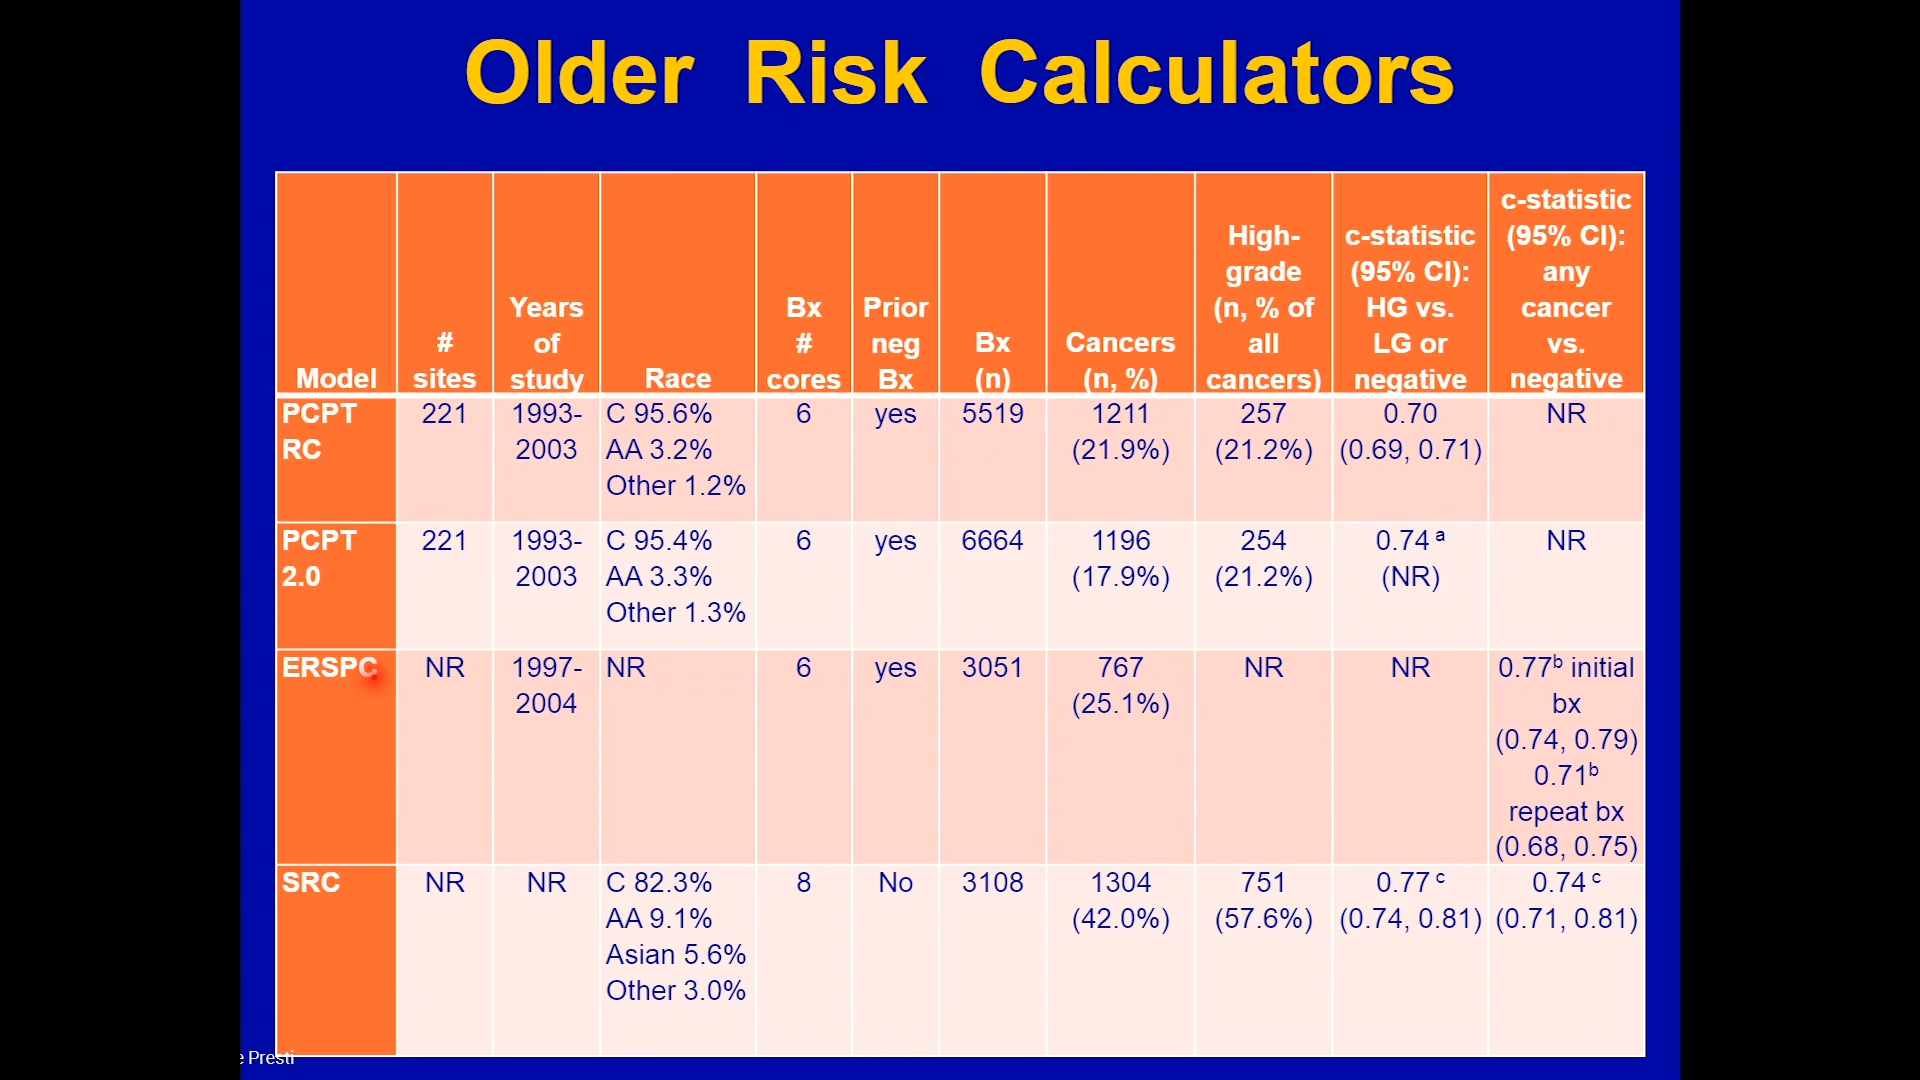 Older Risk Calculators
Model
#
sites
Years
of
study
Race
Bx
#
cores
Prior
neg
Bx
Bx
(n)
Cancers
(n, %)
High-
grade
(n, % of
all
cancers)
c-statistic
(95% CI):
HG vs.
LG or
negative
c-statistic
(95% CI):
any
cancer
vs.
negative
PCPT
RC
221
1993-
2003
C 95.6%
AA 3.2%
Other 1.2%
6
yes
5519
1211
(21.9%)
257
(21.2%)
0.70
(0.69, 0.71)
NR
PCPT
2.0
221
1993-
2003
C 95.4%
AA 3.3%
Other 1.3%
6
yes
6664
1196
(17.9%)
254
(21.2%)
0.74 a
(NR)
NR
ERSPC
NR
1997-
2004
NR
6
yes
3051
767
(25.1%)
NR
NR
0.77b initial
bx
(0.74, 0.79)
0.71b
repeat bx
(0.68, 0.75)
SRC
NR
NR
C 82.3%
AA 9.1%
Asian 5.6%
Other 3.0%
8
No
3108
1304
(42.0%)
751
(57.6%)
0.77 c
(0.74, 0.81)
0.74 c
(0.71, 0.81)
e Presti